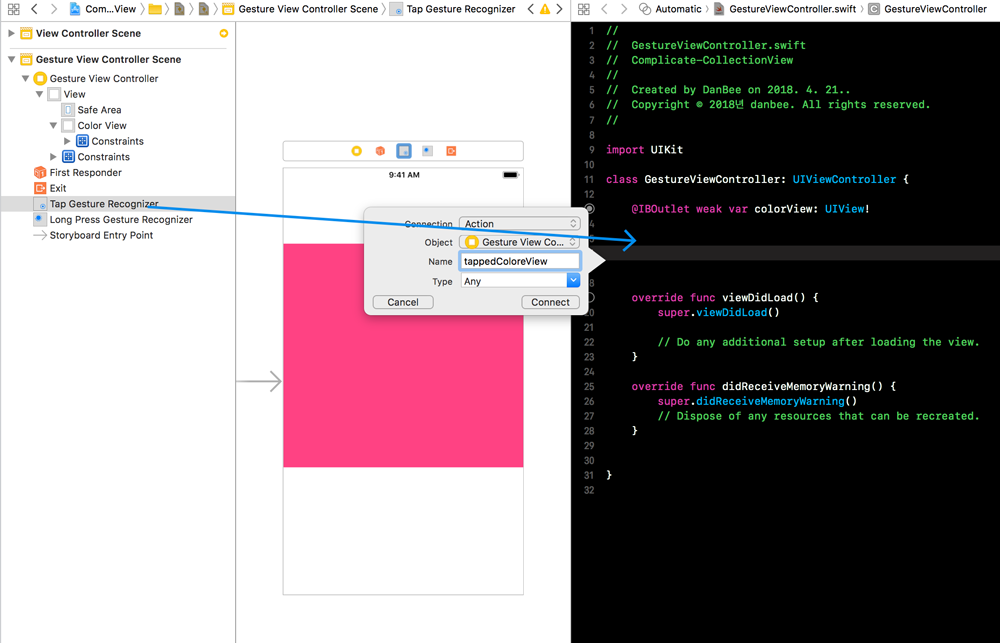 Com...View
Gesture View Controller Scene
Tap Gesture Recognizer
Automatic
GestureViewController.swift
GestureViewController
View Controller Scene
Gesture View Controller Scene
Gesture View Controller
View
Safe Area
Color View
Constraints
Constraints
First Responder
Exit
Tap Gesture Recognizer
Long Press Gesture Recognizer
Storyboard Entry Point
9:41 AM
Connection Action
Object Gesture View Co...
Name tappedColoreView
Type Any
Cancel Connect
1 //
2 //  GestureViewController.swift
3 //  Complicate-CollectionView
4 //
5 //  Created by DanBee on 2018. 4. 21..
6 //  Copyright © 2018년 danbee. All rights reserved.
7 //
8
9 import UIKit
10
11 class GestureViewController: UIViewController {
12
@IBOutlet weak var colorView: UIView!
override func viewDidLoad() {
20 super.viewDidLoad()
21
22 // Do any additional setup after loading the view.
23 }
24
25 override func didReceiveMemoryWarning() {
26 super.didReceiveMemoryWarning()
27 // Dispose of any resources that can be recreated.
28 }
29
30
31 }
32